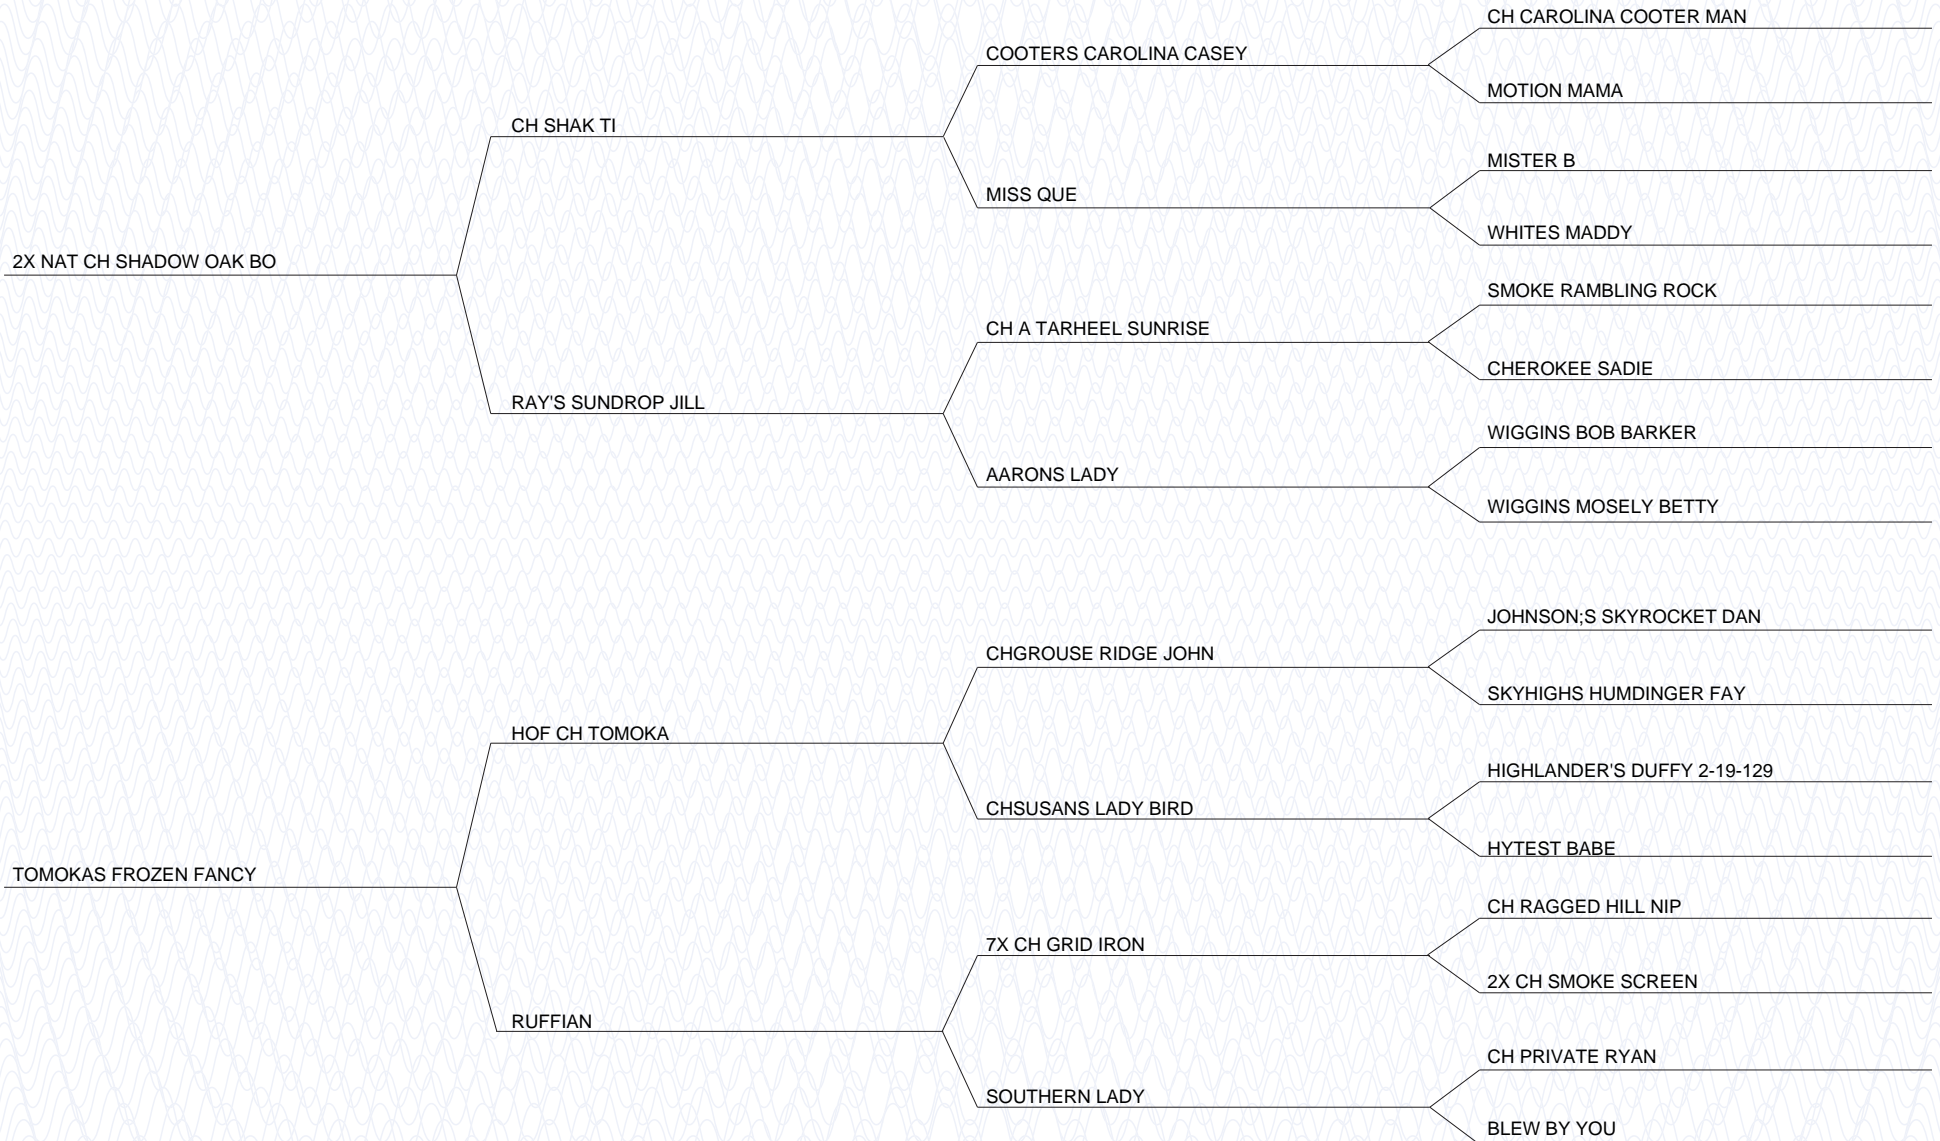 CH CAROLINA COOTER MAN
COOTERS CAROLINA CASEY
MOTION MAMA
CH SHAK TI
MISTER B
MISS QUE
WHITES MADDY
2X NAT CH SHADOW OAK BO
SMOKE RAMBLING ROCK
CH A TARHEEL SUNRISE
CHEROKEE SADIE
RAY'S SUNDROP JILL
WIGGINS BOB BARKER
AARONS LADY
WIGGINS MOSELY BETTY
JOHNSON;S SKYROCKET DAN
CHGROUSE RIDGE JOHN
SKYHIGHS HUMDINGER FAY
HOF CH TOMOKA
HIGHLANDER'S DUFFY 2-19-129
CHSUSANS LADY BIRD
HYTEST BABE
TOMOKAS FROZEN FANCY
CH RAGGED HILL NIP
7X CH GRID IRON
2X CH SMOKE SCREEN
RUFFIAN
CH PRIVATE RYAN
SOUTHERN LADY
BLEW BY YOU